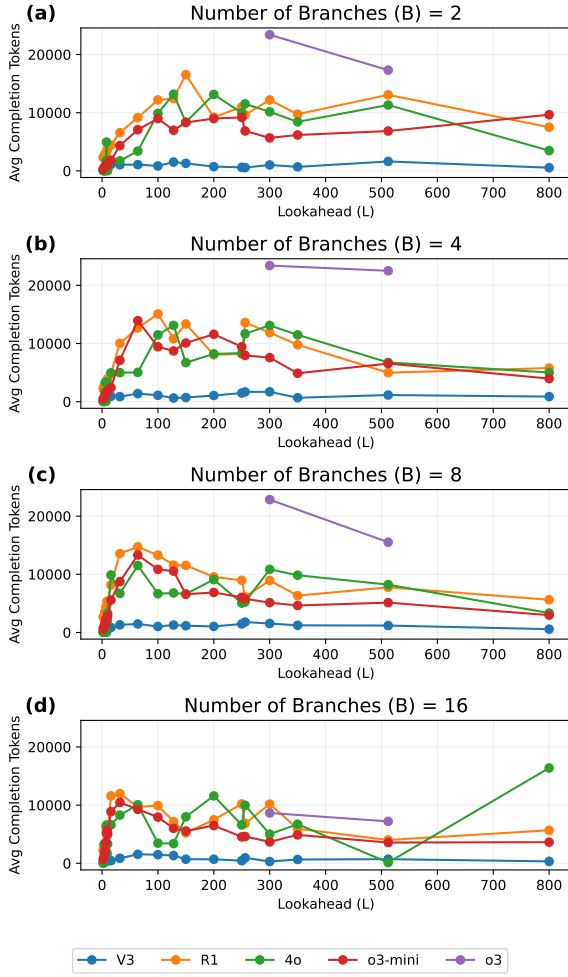 (a) Number of Branches (B) = 2
Avg Completion Tokens
20000
10000
0
0 100 200 300 400 500 600 700 800
Lookahead (L)
(b) Number of Branches (B) = 4
Avg Completion Tokens
20000
10000
0
0 100 200 300 400 500 600 700 800
Lookahead (L)
(c) Number of Branches (B) = 8
Avg Completion Tokens
20000
10000
0
0 100 200 300 400 500 600 700 800
Lookahead (L)
(d) Number of Branches (B) = 16
Avg Completion Tokens
20000
10000
0
0 100 200 300 400 500 600 700 800
Lookahead (L)
V3 R1 4o o3-mini o3